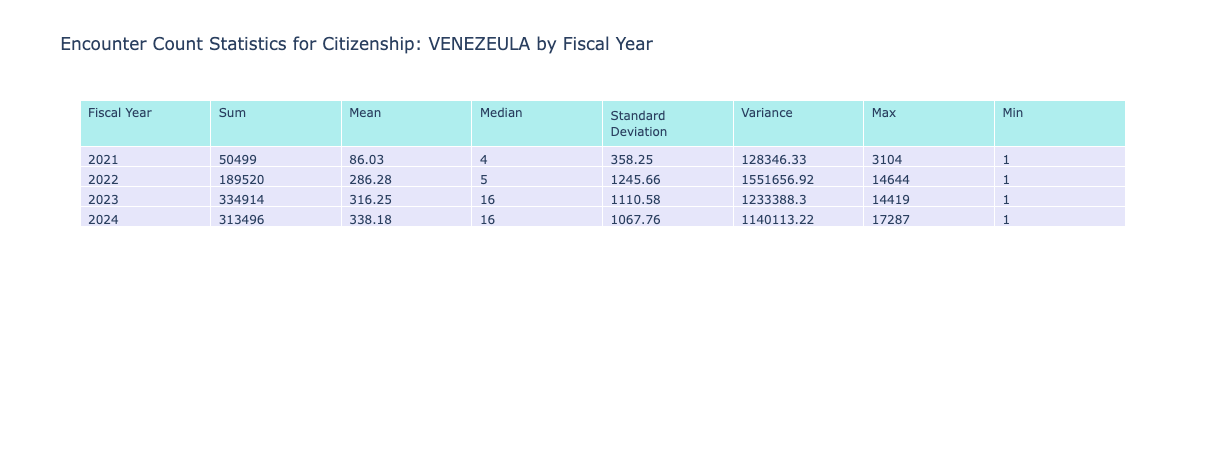 Encounter Count Statistics for Citizenship: VENEZEULA by Fiscal Year
Fiscal Year Sum Mean Median Standard Deviation Variance Max Min
2021 50499 86.03 4 358.25 128346.33 3104 1
2022 189520 286.28 5 1245.66 1551656.92 14644 1
2023 334914 316.25 16 1110.58 1233388.3 14419 1
2024 313496 338.18 16 1067.76 1140113.22 17287 1